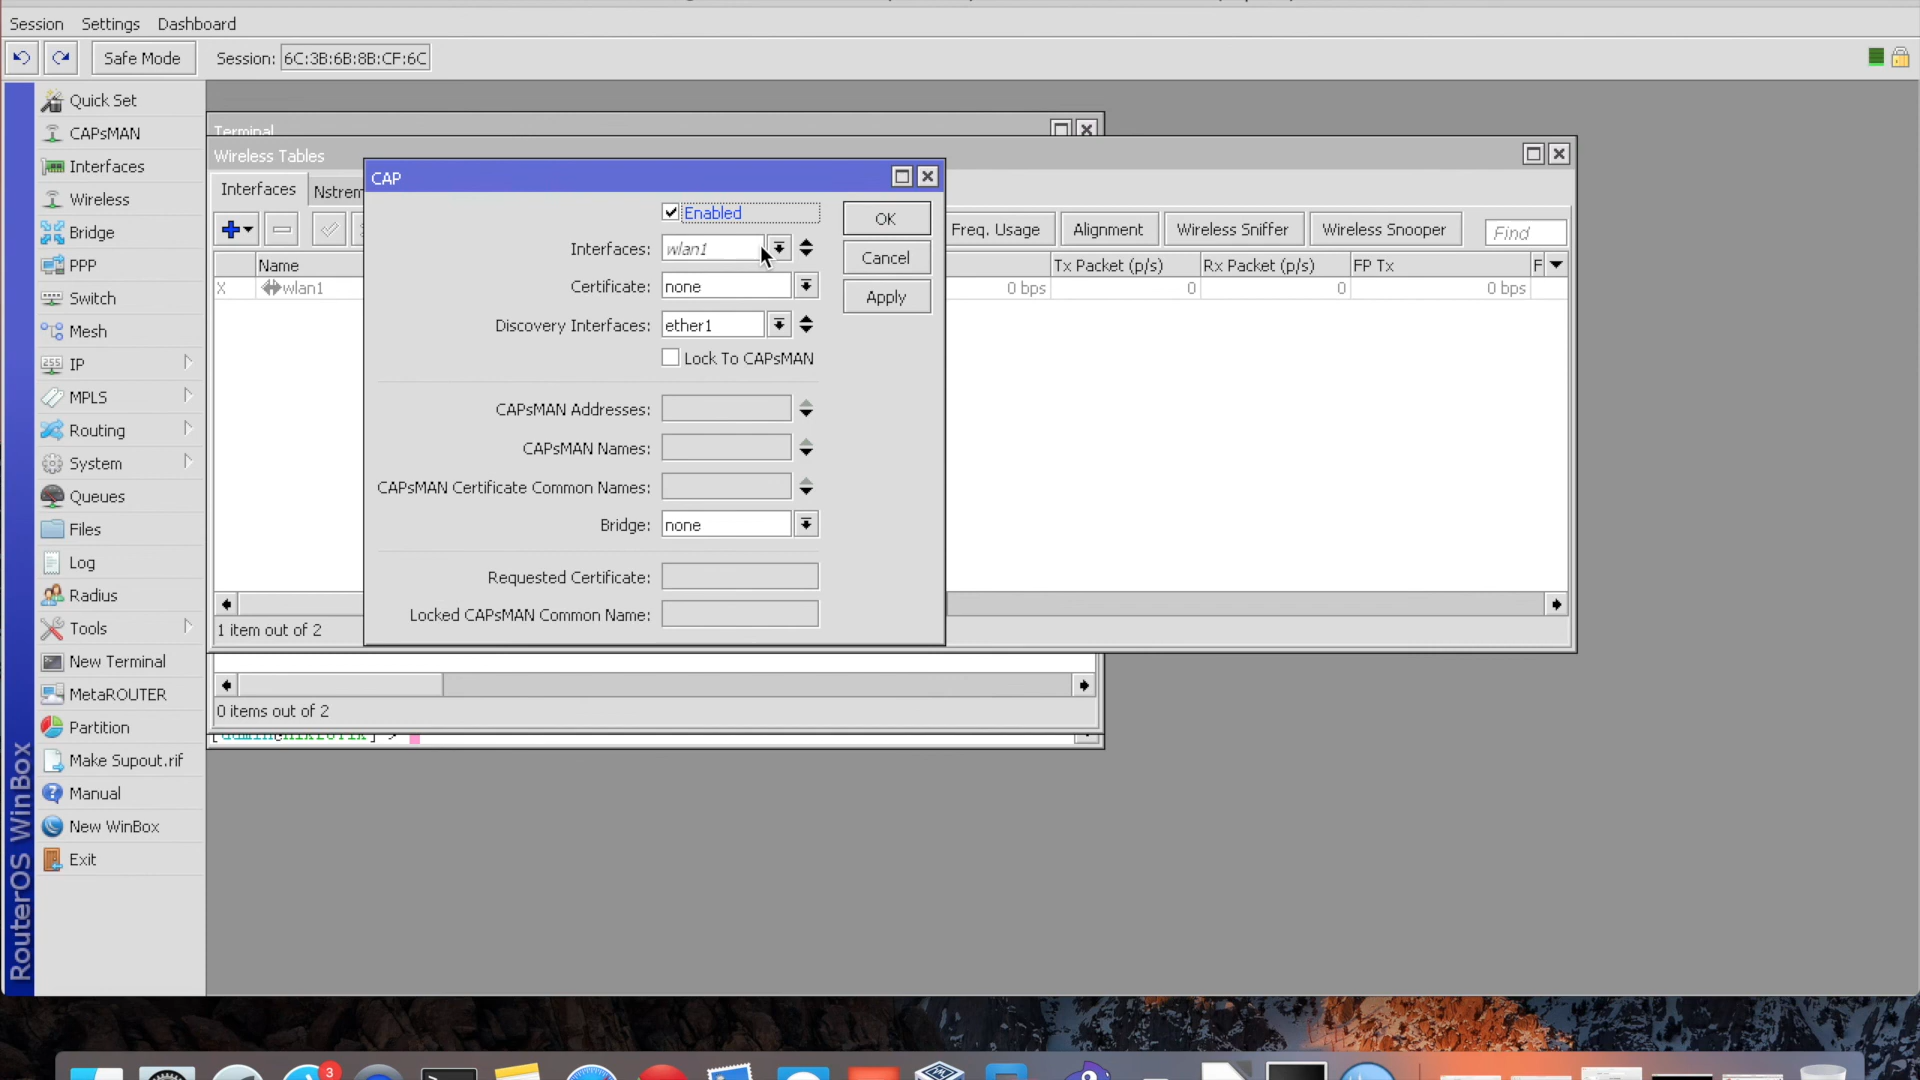 Session Settings Dashboard
Safe Mode Session: 6C:3B:6B:8B:CF:6C
Quick Set
CAPsMAN
Interfaces
Wireless
Bridge
PPP
Switch
Mesh
IP
MPLS
Routing
System
Queues
Files
Log
Radius
Tools
New Terminal
MetaROUTER
Partition
Make Supout.rif
Manual
New WinBox
Exit
RouterOS WinBox
Terminal
Wireless Tables
Interfaces Nstrem
Freq. Usage Alignment Wireless Sniffer Wireless Snooper Find
Name Tx Packet (p/s) Rx Packet (p/s) FP Tx F
X wlan1 0 bps 0 0 0 bps
1 item out of 2
CAP
Enabled
Interfaces: wlan1
Certificate: none
Discovery Interfaces: ether1
Lock To CAPsMAN
CAPsMAN Addresses:
CAPsMAN Names:
CAPsMAN Certificate Common Names:
Bridge: none
Requested Certificate:
Locked CAPsMAN Common Name:
OK
Cancel
Apply
0 items out of 2
[admin@MikroTik] >
3